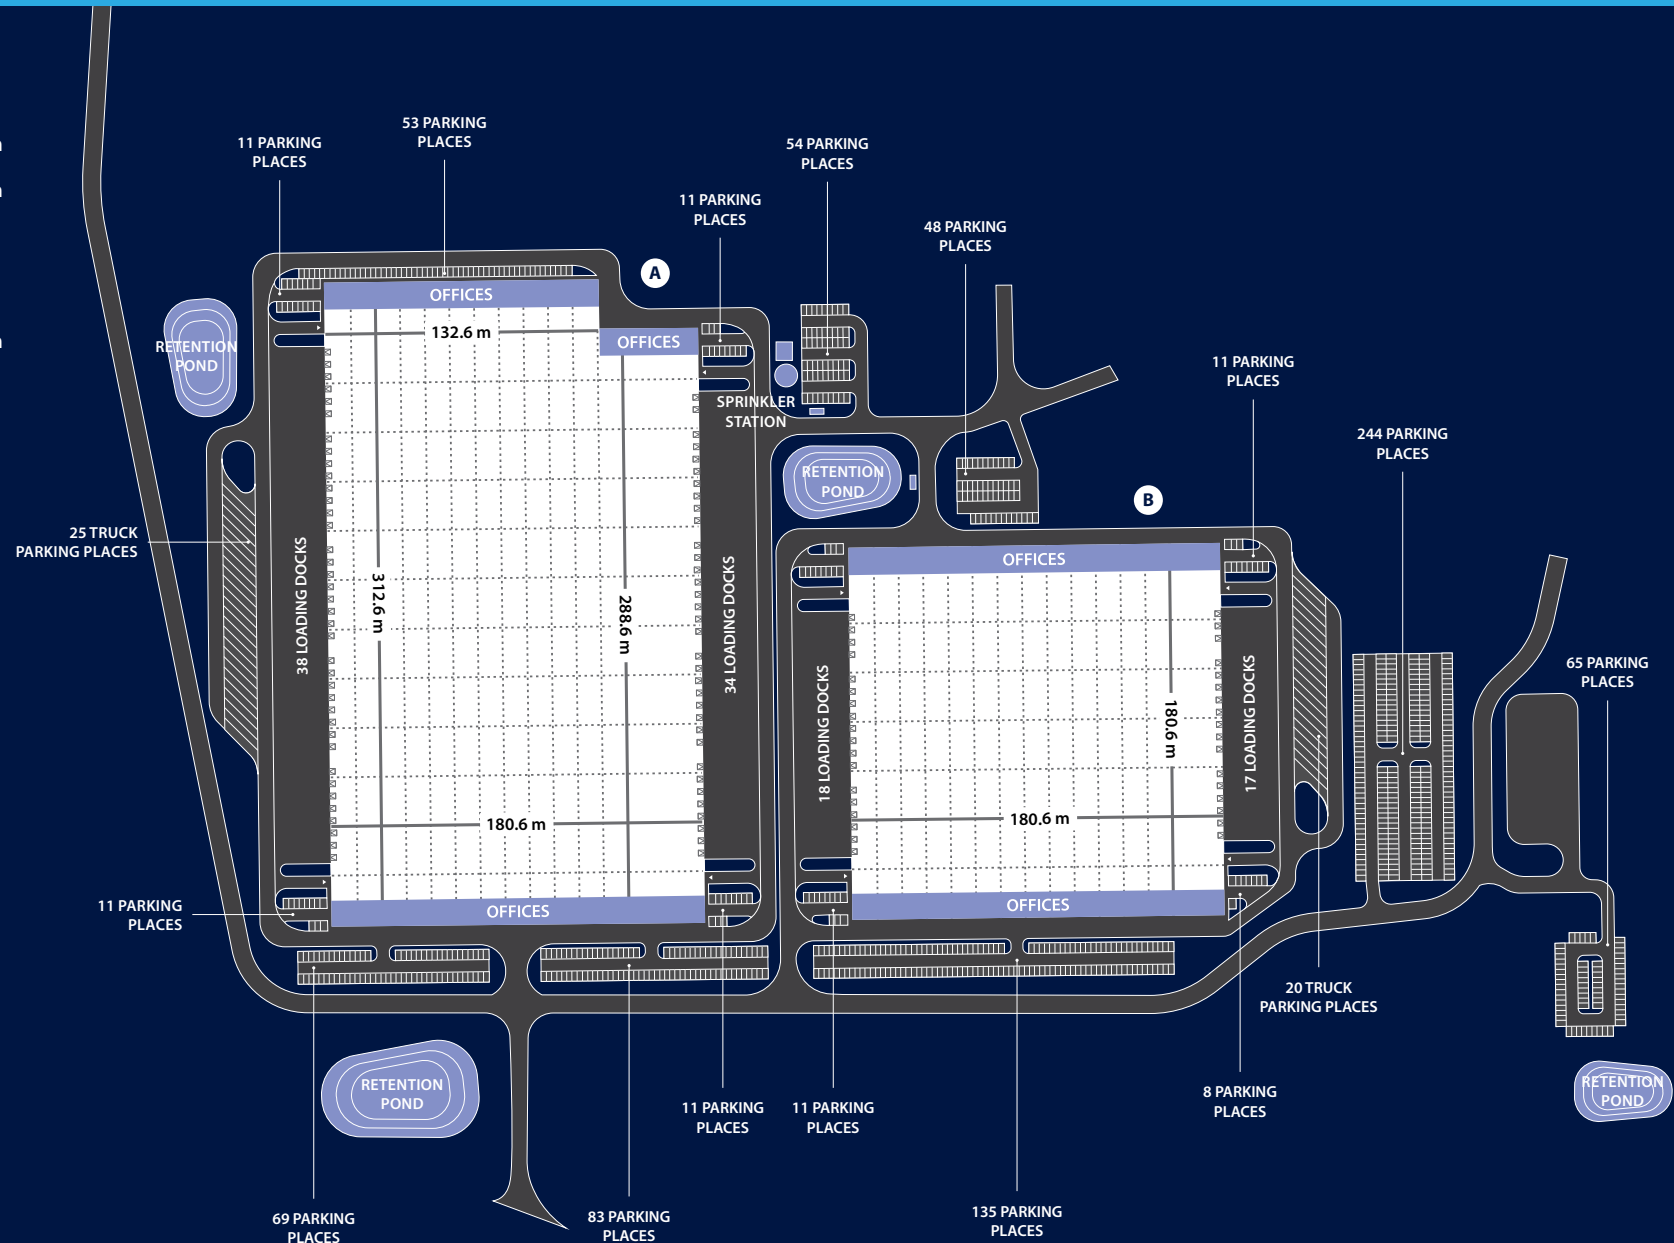 53 PARKING
PLACES
11 PARKING
PLACES
54 PARKING
PLACES
11 PARKING
PLACES
48 PARKING
PLACES
A
OFFICES
132.6 m
OFFICES
RETENTION
POND
11 PARKING
PLACES
SPRINKLER
STATION
244 PARKING
PLACES
RETENTION
POND
B
25 TRUCK
PARKING PLACES
OFFICES
38 LOADING DOCKS
312.6 m
288.6 m
34 LOADING DOCKS
65 PARKING
PLACES
18 LOADING DOCKS
180.6 m
17 LOADING DOCKS
180.6 m
180.6 m
11 PARKING
PLACES
OFFICES
OFFICES
20 TRUCK
PARKING PLACES
RETENTION
POND
RETENTION
POND
11 PARKING
PLACES
11 PARKING
PLACES
8 PARKING
PLACES
69 PARKING
PLACES
83 PARKING
PLACES
135 PARKING
PLACES